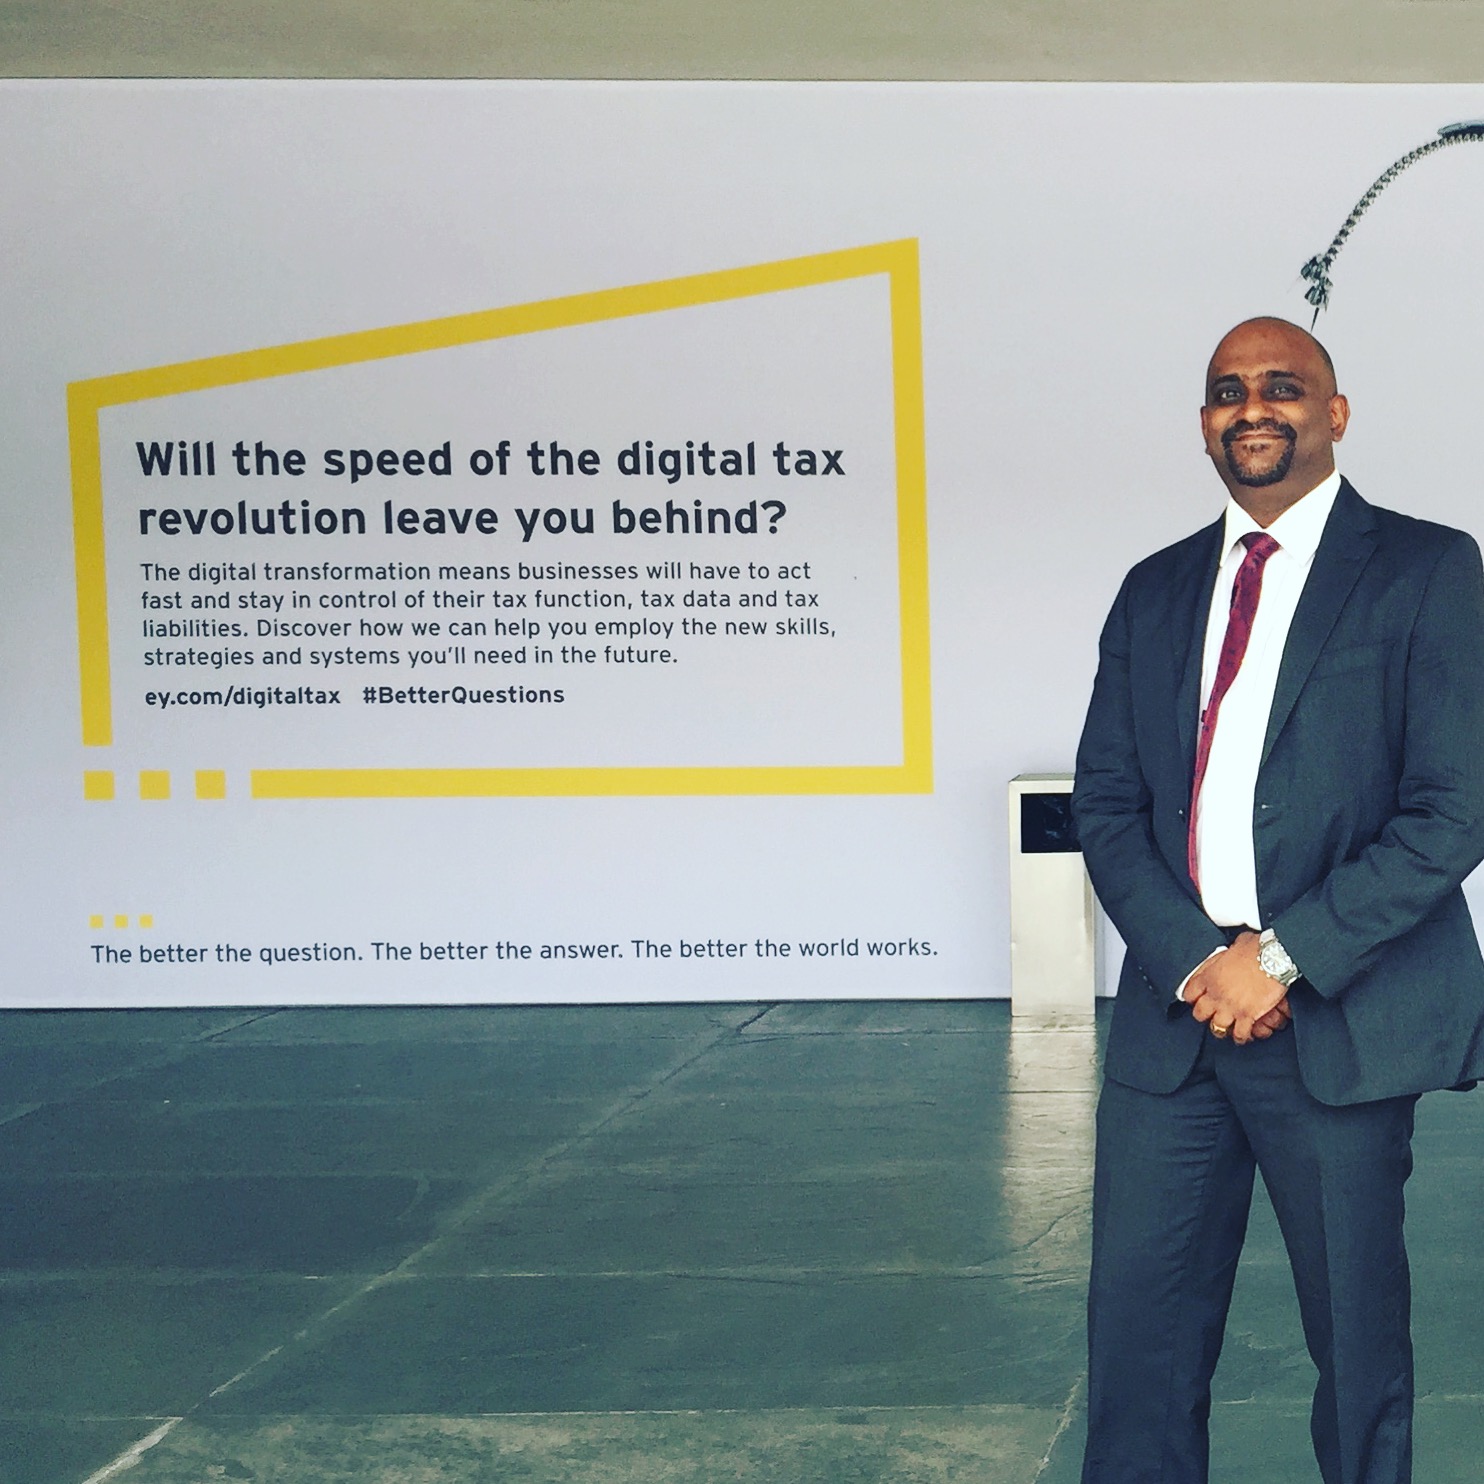 Will the speed of the digital tax
revolution leave you behind?
The digital transformation means businesses will have to act
fast and stay in control of their tax function, tax data and tax
liabilities. Discover how we can help you employ the new skills,
strategies and systems you'll need in the future.
ey.com/digitaltax #BetterQuestions
The better the question. The better the answer. The better the world works.